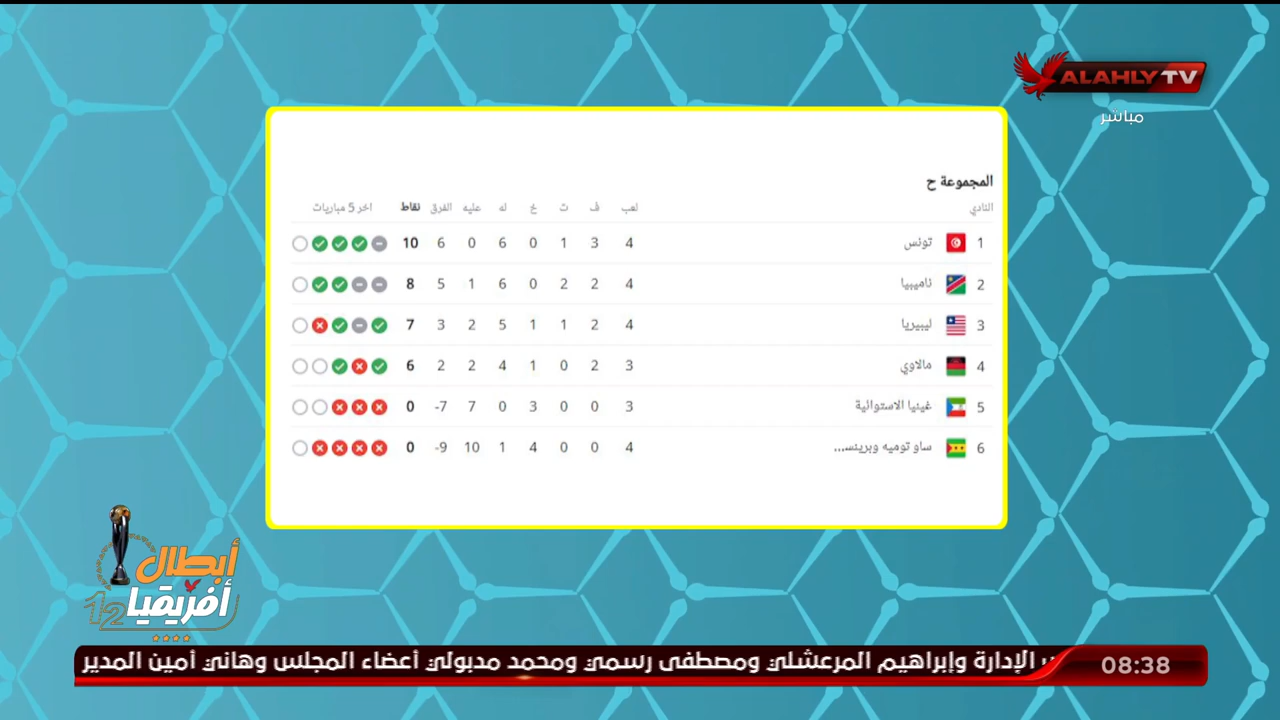 ALAHLY TV
مباشر
المجموعة ح
النادي لعب ف ت خ له عليه الفرق نقاط اخر 5 مباريات
1 تونس 4 3 1 0 6 0 6 10
2 ناميبيا 4 2 2 0 6 1 5 8
3 ليبيريا 4 2 1 1 5 2 3 7
4 مالاوي 3 2 0 1 4 2 2 6
5 غينيا الاستوائية 3 0 0 3 0 7 -7 0
6 ساو توميه وبرينسـ... 4 0 0 4 1 10 -9 0
أبطال
أفريقيا
12
الإدارة وإبراهيم المرعشلي ومصطفى رسمي ومحمد مدبولي أعضاء المجلس وهاني أمين المدير
08:38